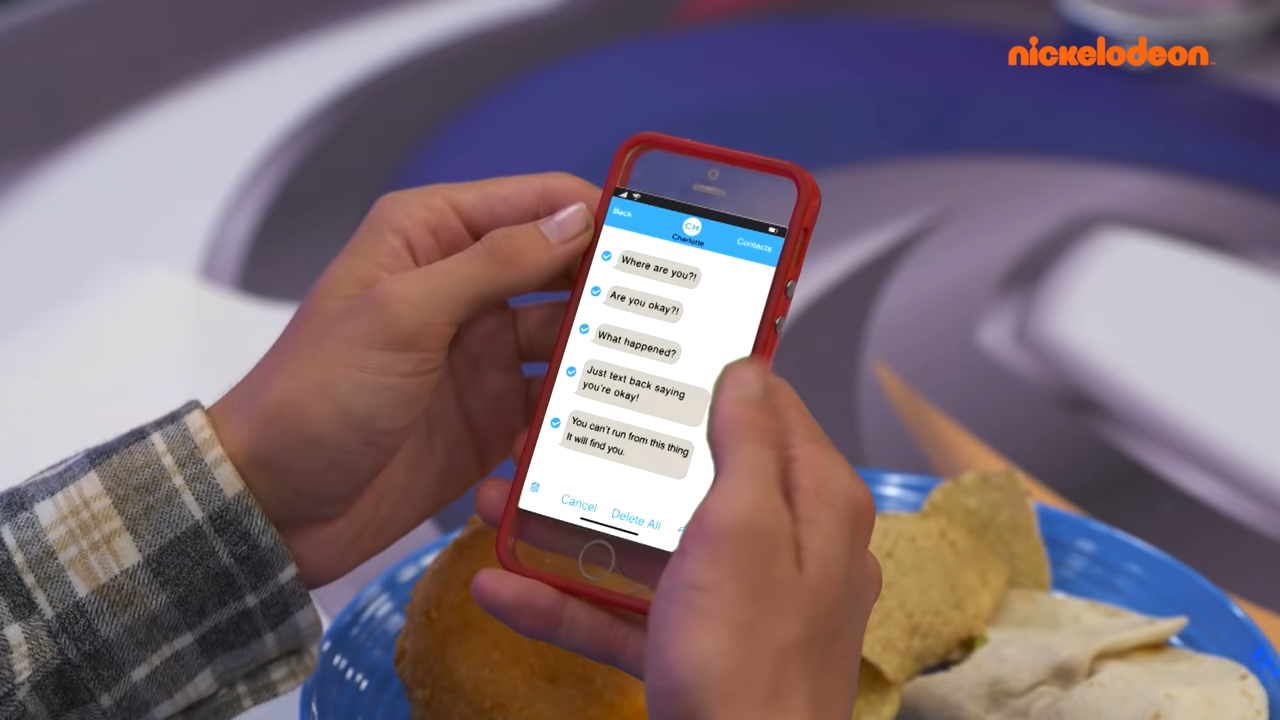 nickelodeon
Back
CH
Charlotte
Contacts
Where are you?!
Are you okay?!
What happened?
Just text back saying
you're okay!
You can't run from this thing
It will find you.
Cancel
Delete All